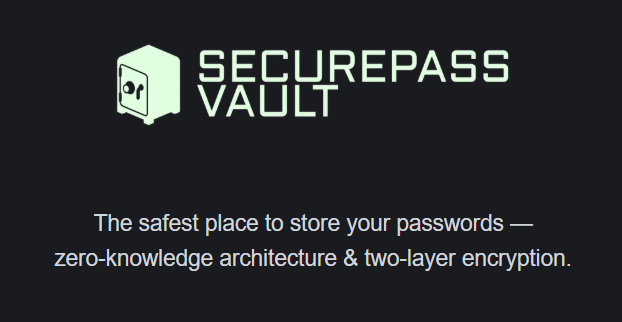 SECUREPASS
VAULT
The safest place to store your passwords —
zero-knowledge architecture & two-layer encryption.